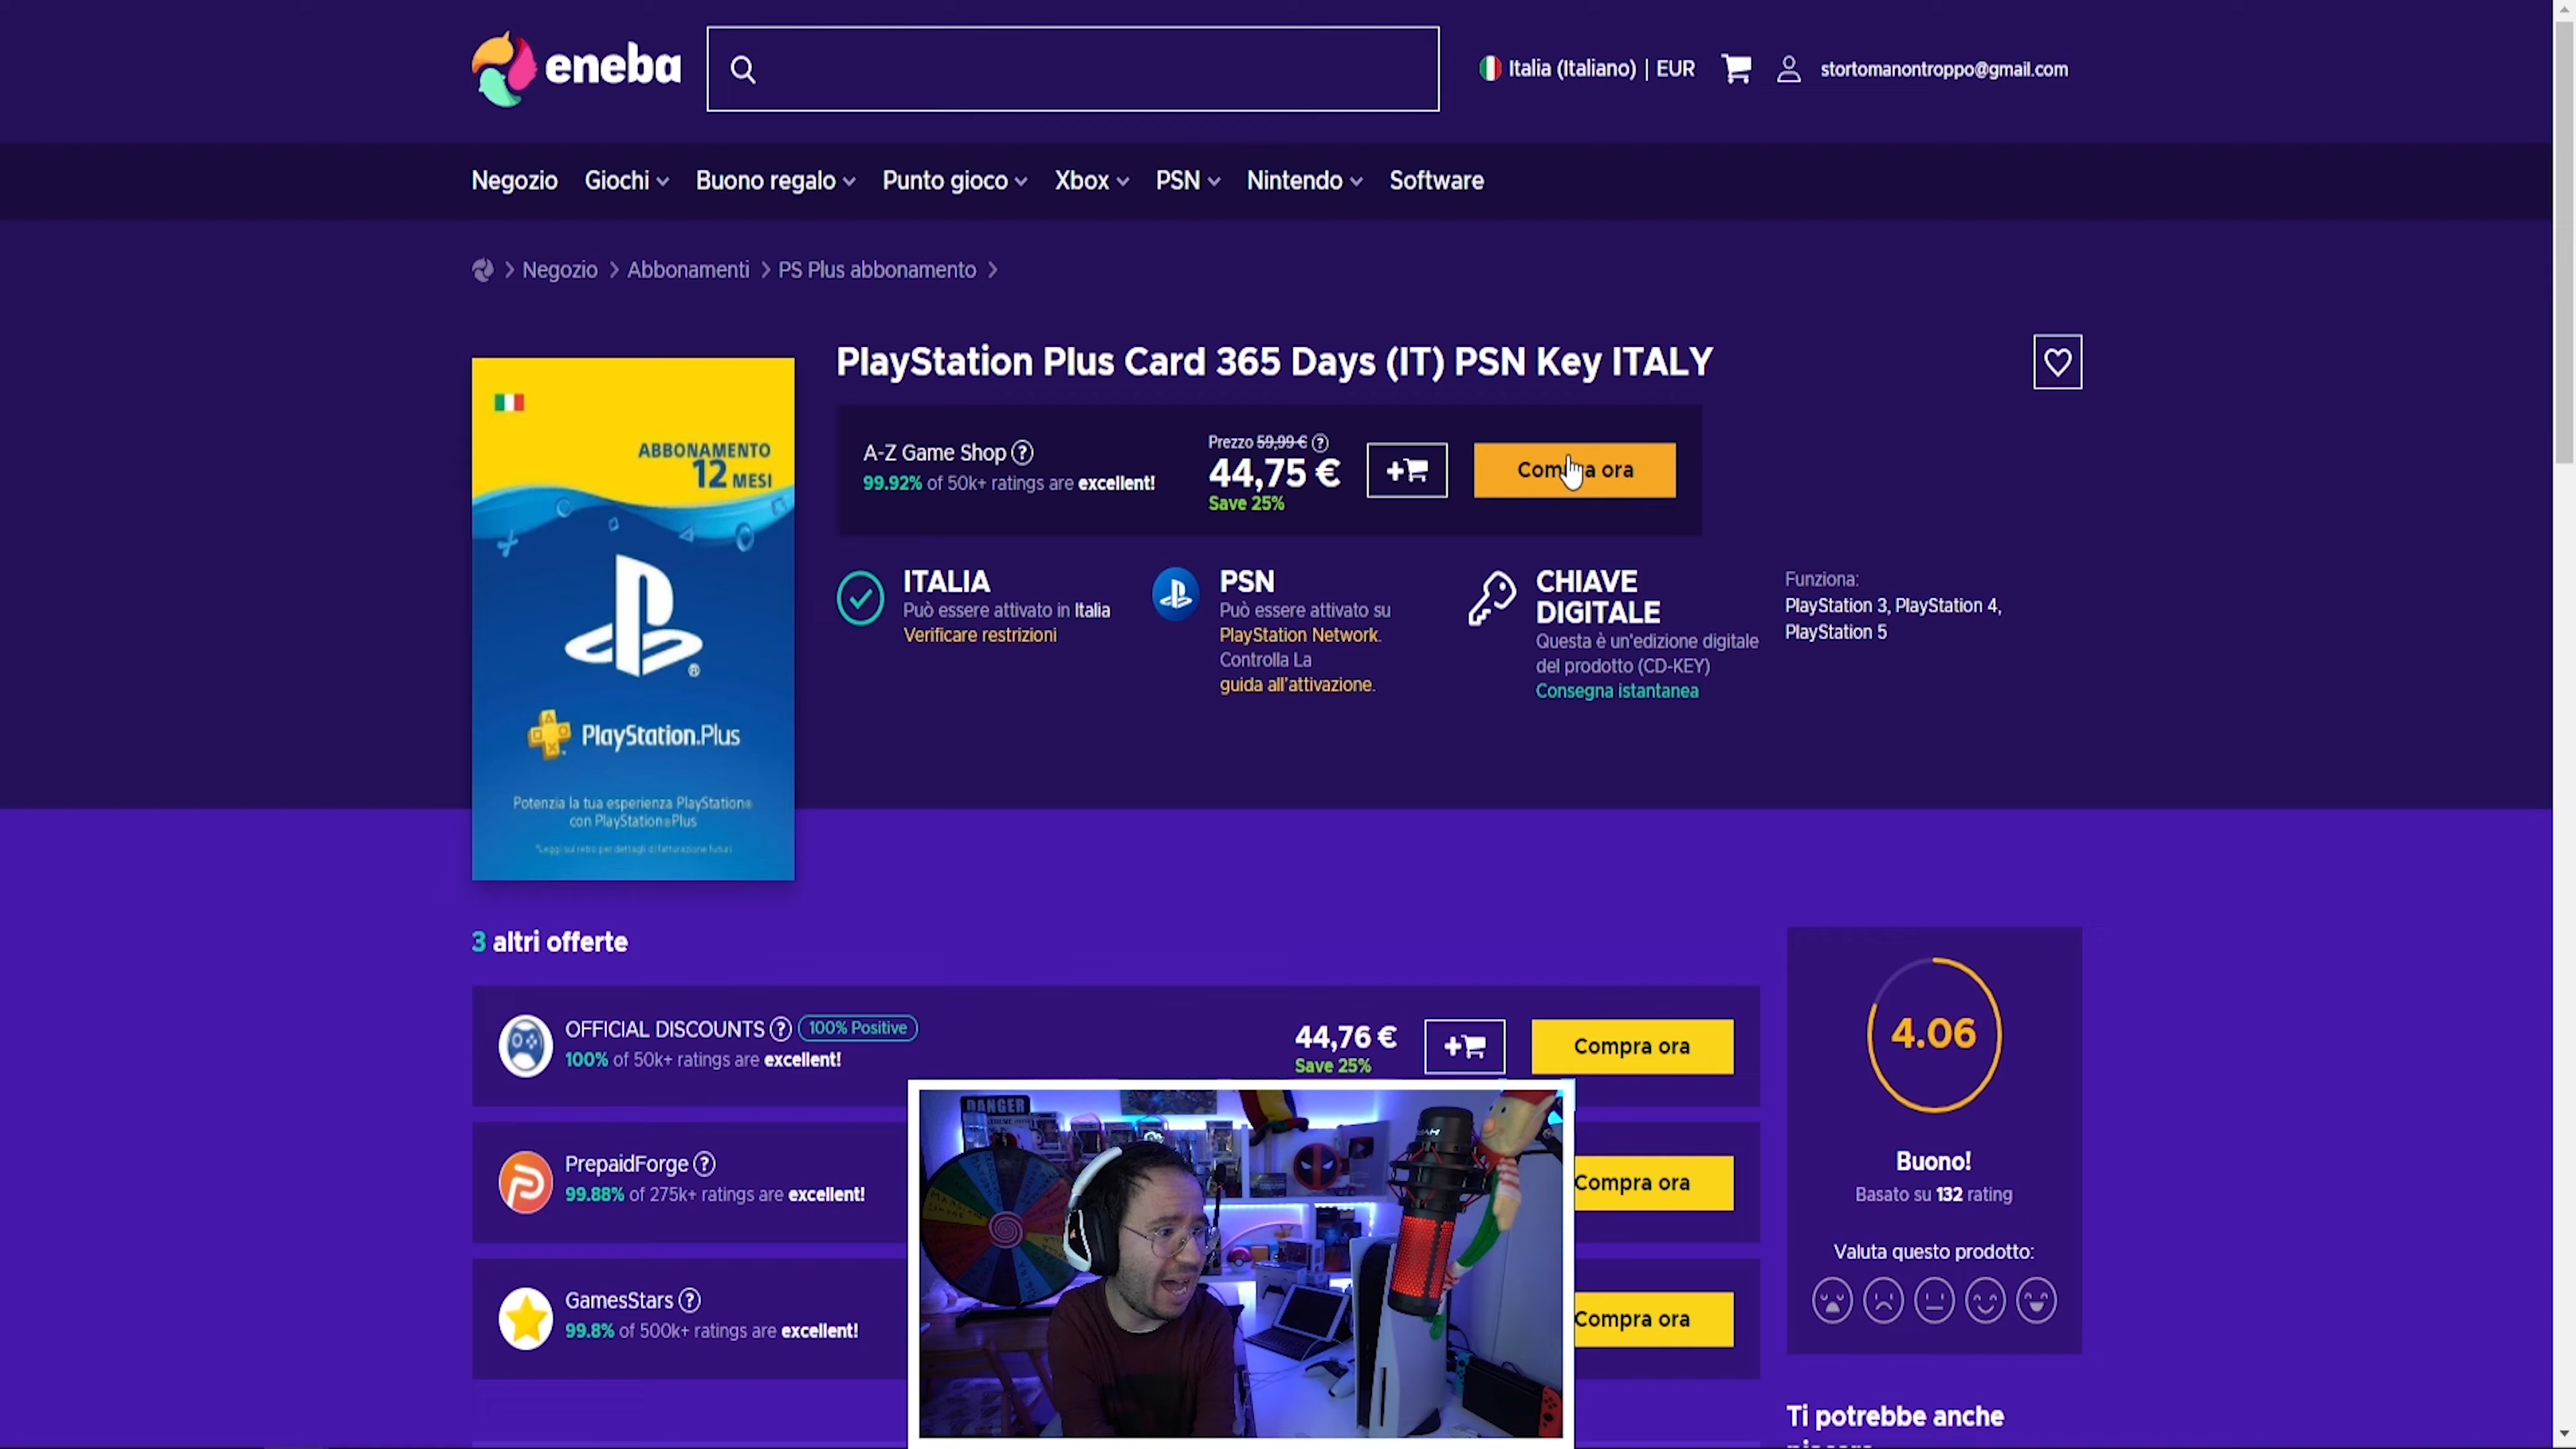 eneba
Italia (Italiano) | EUR
stortomanontroppo@gmail.com
Negozio Giochi Buono regalo Punto gioco Xbox PSN Nintendo Software
Negozio > Abbonamenti > PS Plus abbonamento >
PlayStation Plus Card 365 Days (IT) PSN Key ITALY
ABBONAMENTO
12 MESI
PlayStation.Plus
Potenzia la tua esperienza PlayStation®
con PlayStation®Plus
*Leggi sul retro per dettagli di fatturazione futuri
A-Z Game Shop
99.92% of 50k+ ratings are excellent!
Prezzo 59,99 €
44,75 €
Save 25%
ITALIA
Può essere attivato in Italia
Verificare restrizioni
PSN
Può essere attivato su
PlayStation Network.
Controlla La
guida all'attivazione.
CHIAVE
DIGITALE
Questa è un'edizione digitale
del prodotto (CD-KEY)
Consegna istantanea
Funziona:
PlayStation 3, PlayStation 4,
PlayStation 5
3 altri offerte
OFFICIAL DISCOUNTS 100% Positive
100% of 50k+ ratings are excellent!
44,76 €
Save 25%
Compra ora
PrepaidForge
99.88% of 275k+ ratings are excellent!
Compra ora
GamesStars
99.8% of 500k+ ratings are excellent!
Compra ora
DANGER
4.06
Buono!
Basato su 132 rating
Valuta questo prodotto:
Ti potrebbe anche